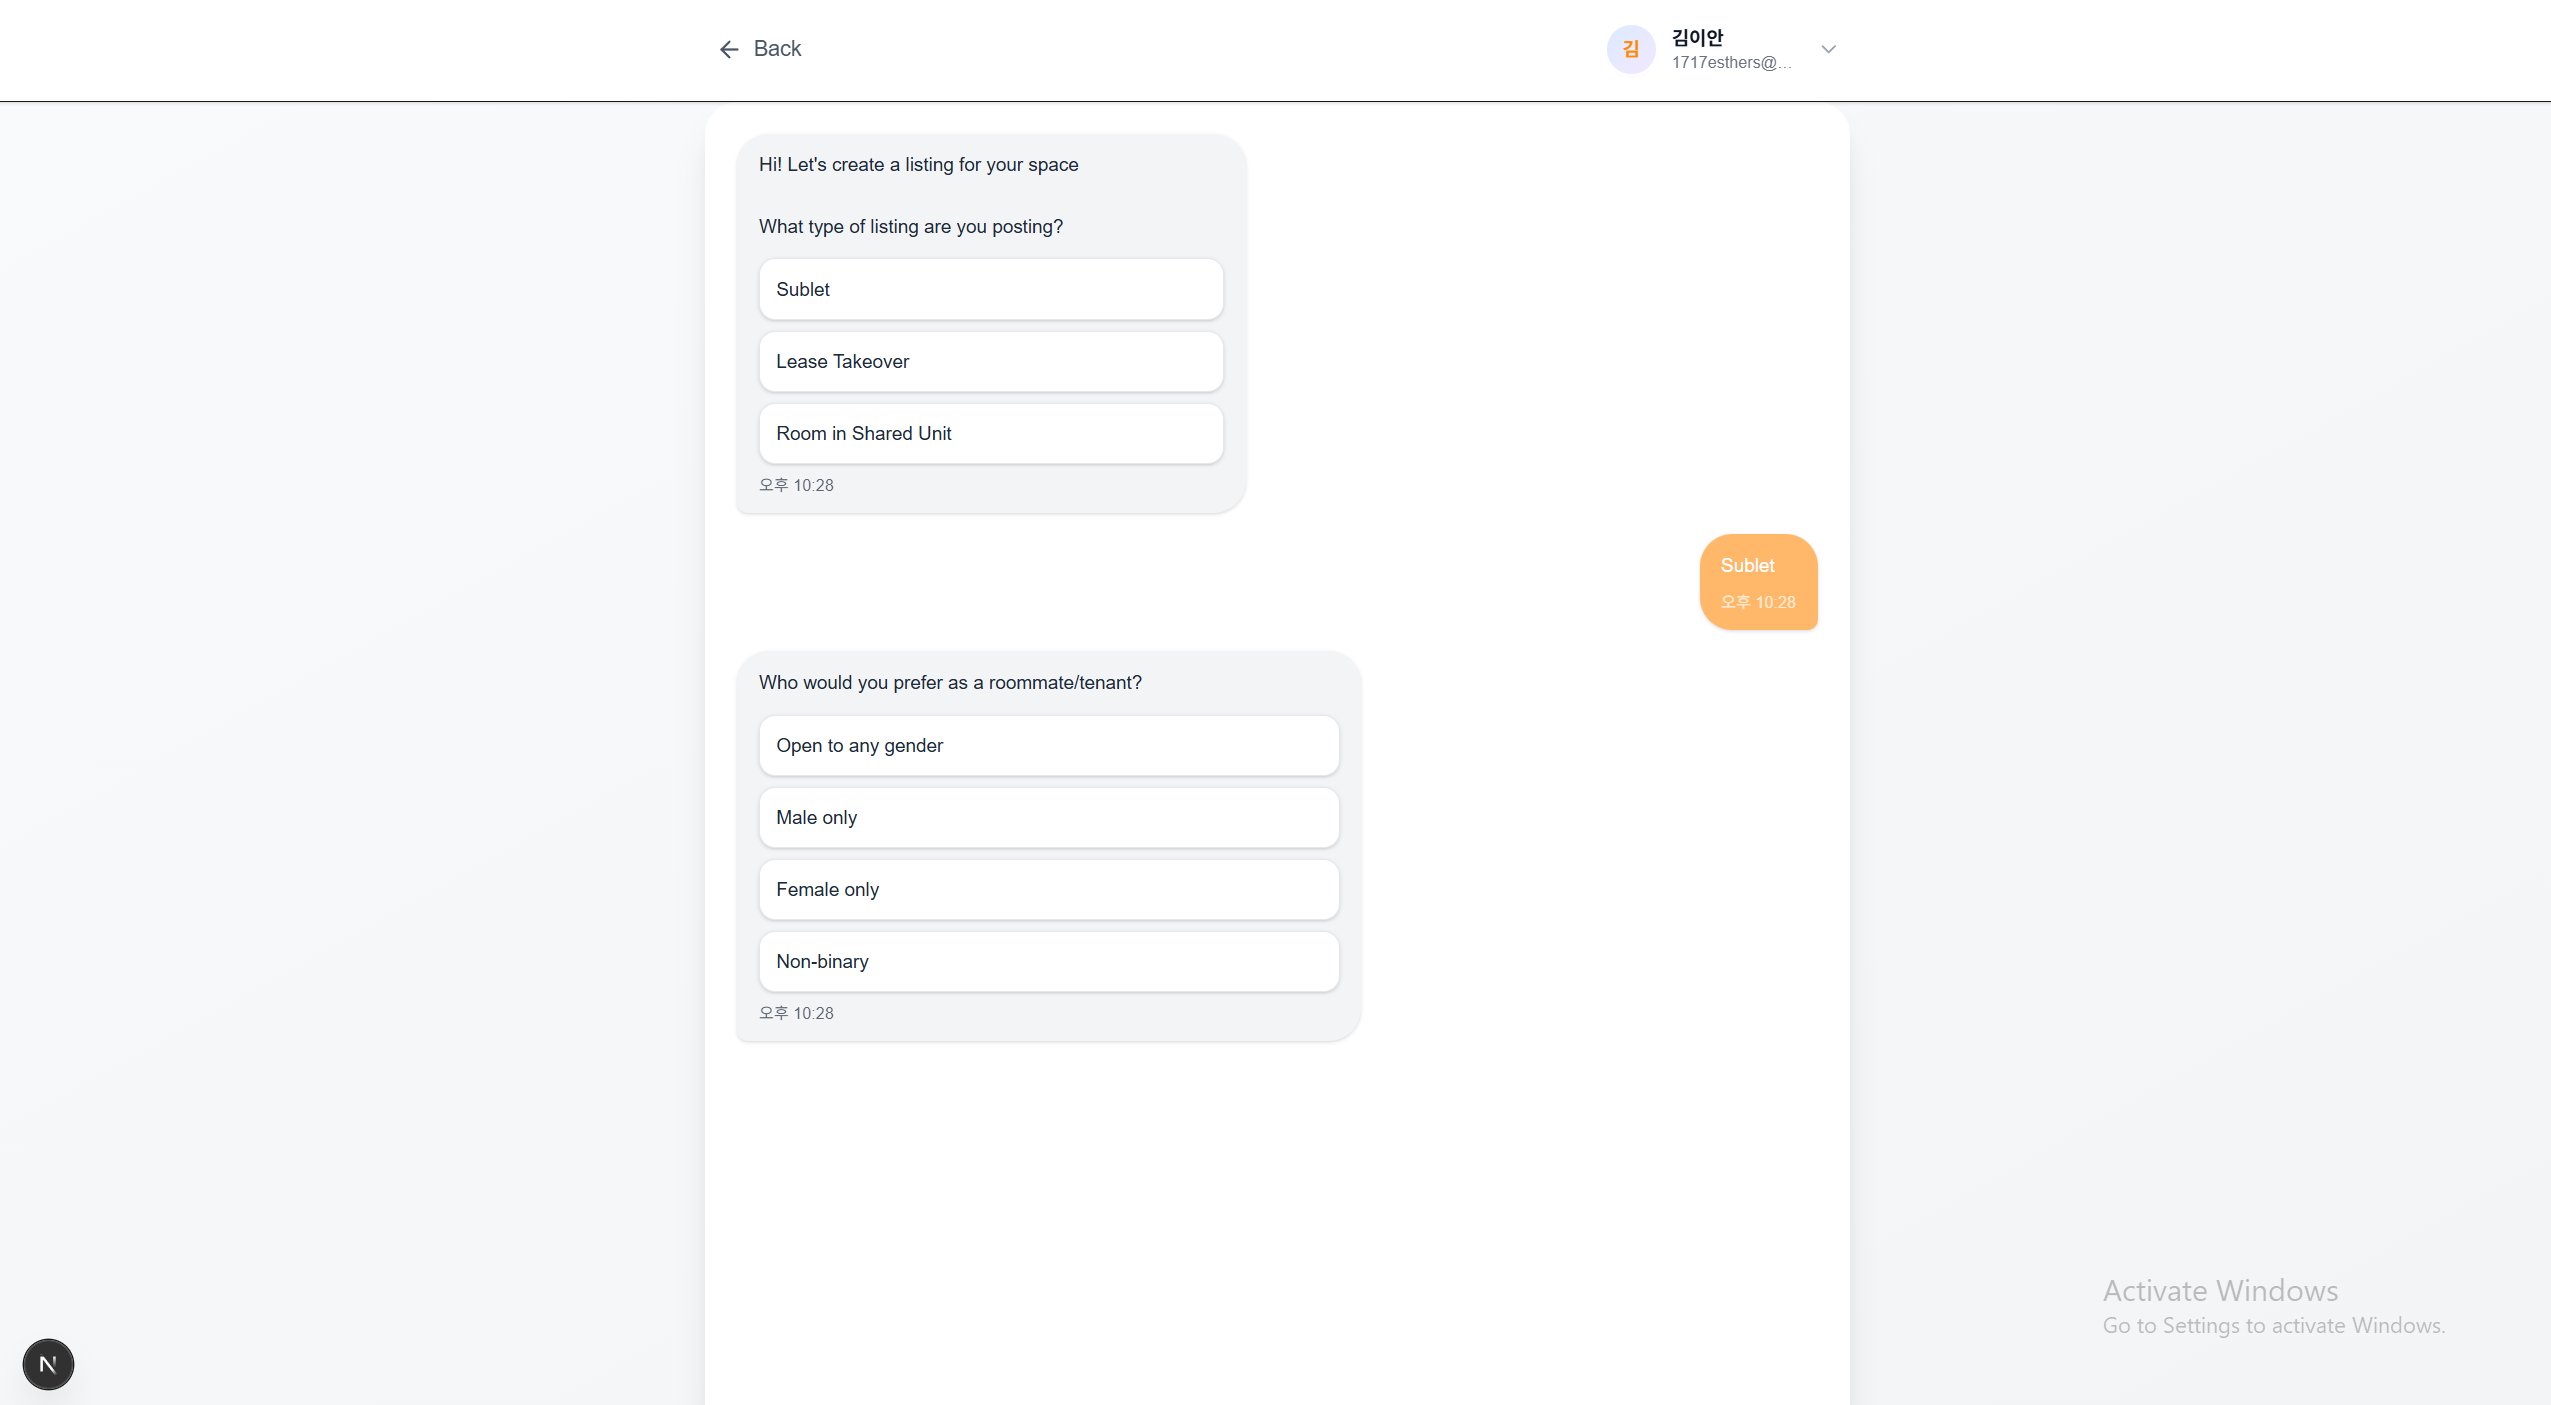 Back
김
김이안
1717esthers@...
Hi! Let's create a listing for your space
What type of listing are you posting?
Sublet
Lease Takeover
Room in Shared Unit
오후 10:28
Sublet
오후 10:28
Who would you prefer as a roommate/tenant?
Open to any gender
Male only
Female only
Non-binary
오후 10:28
Activate Windows
Go to Settings to activate Windows.
N